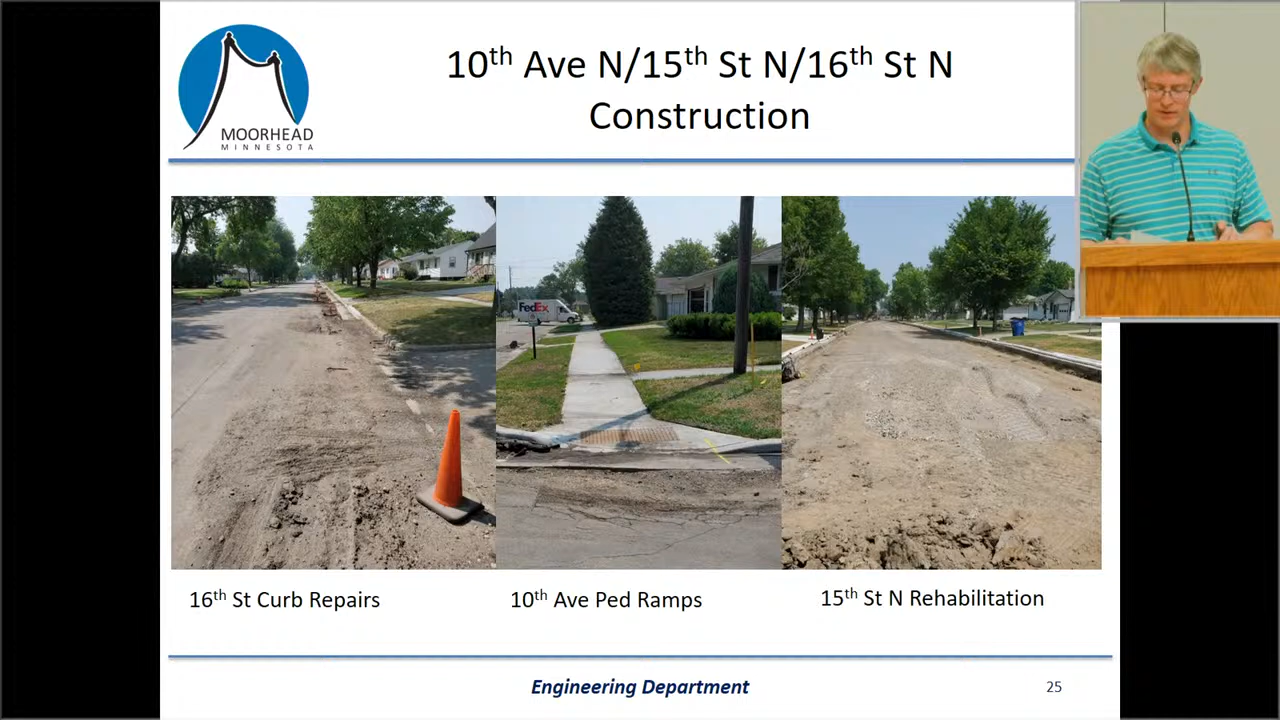 MOORHEAD
MINNESOTA
10th Ave N/15th St N/16th St N
Construction
FedEx
16th St Curb Repairs
10th Ave Ped Ramps
15th St N Rehabilitation
Engineering Department
25